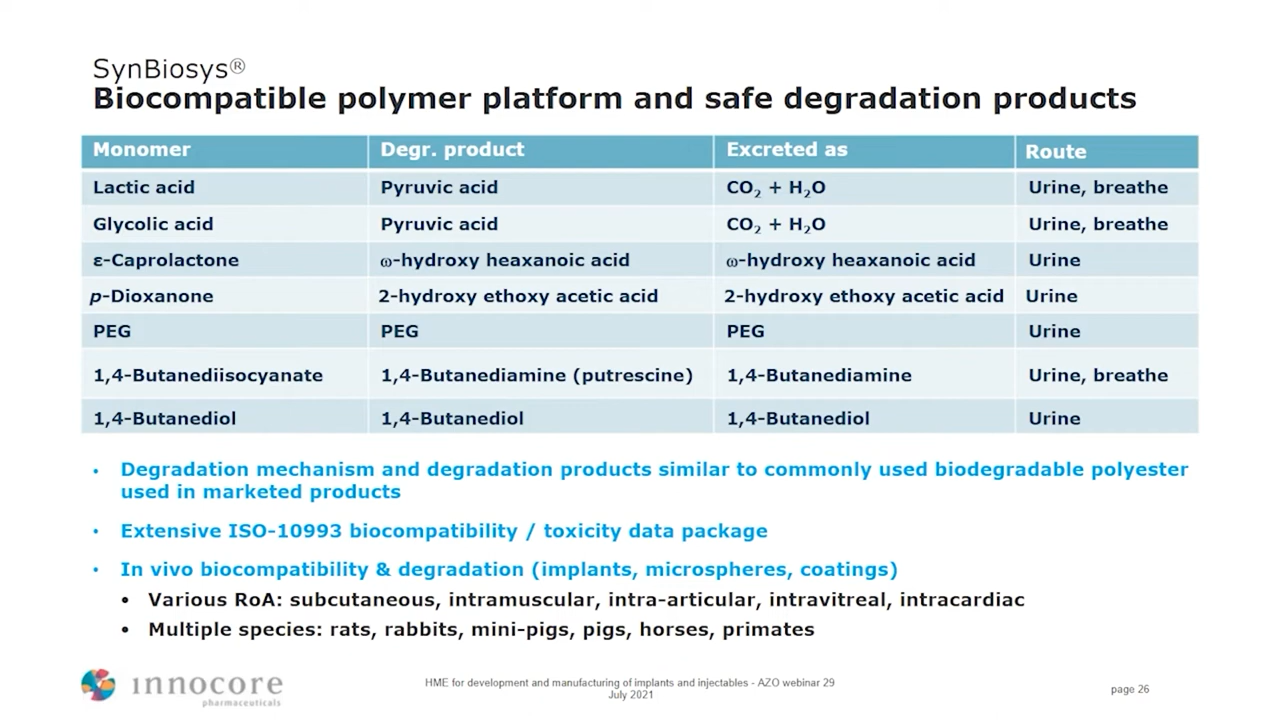 SynBiosys®
Biocompatible polymer platform and safe degradation products
Monomer Degr. product Excreted as Route
Lactic acid Pyruvic acid CO₂ + H₂O Urine, breathe
Glycolic acid Pyruvic acid CO₂ + H₂O Urine, breathe
ε-Caprolactone ω-hydroxy heaxanoic acid ω-hydroxy heaxanoic acid Urine
p-Dioxanone 2-hydroxy ethoxy acetic acid 2-hydroxy ethoxy acetic acid Urine
PEG PEG PEG Urine
1,4-Butanediisocyanate 1,4-Butanediamine (putrescine) 1,4-Butanediamine Urine, breathe
1,4-Butanediol 1,4-Butanediol 1,4-Butanediol Urine
• Degradation mechanism and degradation products similar to commonly used biodegradable polyester
used in marketed products
• Extensive ISO-10993 biocompatibility / toxicity data package
• In vivo biocompatibility & degradation (implants, microspheres, coatings)
• Various RoA: subcutaneous, intramuscular, intra-articular, intravitreal, intracardiac
• Multiple species: rats, rabbits, mini-pigs, pigs, horses, primates
innocore
pharmaceuticals
HME for development and manufacturing of implants and injectables - AZO webinar 29
July 2021
page 26